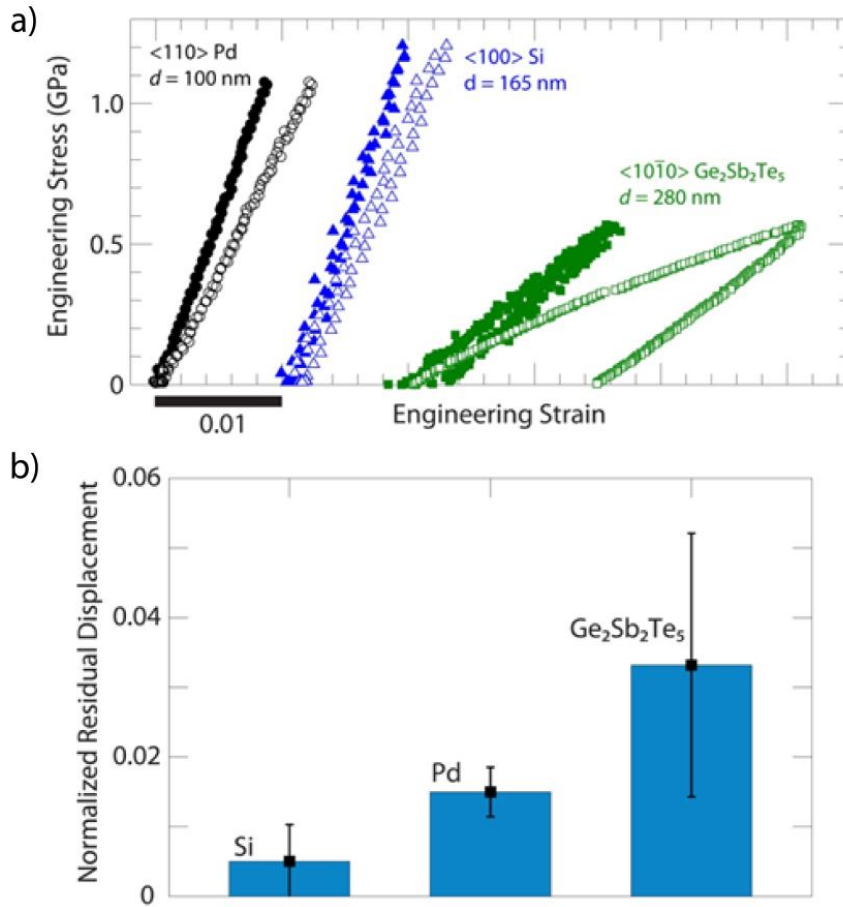 a)
<110> Pd
d = 100 nm
<100> Si
d = 165 nm
<101̄0> Ge₂Sb₂Te₅
d = 280 nm
Engineering Stress (GPa)
1.0
0.5
0
0.01
Engineering Strain
b)
Normalized Residual Displacement
0.06
0.04
0.02
0
Si
Pd
Ge₂Sb₂Te₅